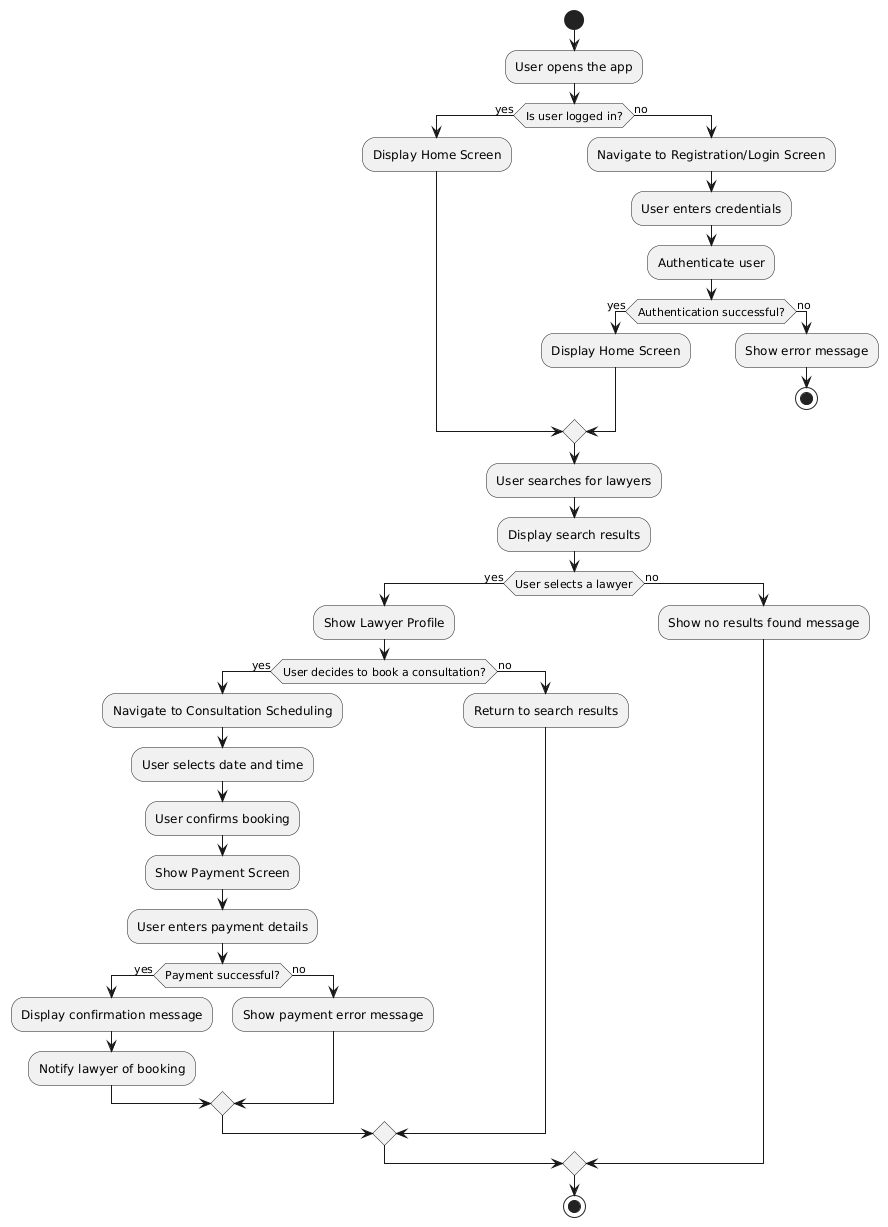 User opens the app
yes
Is user logged in?
no
Display Home Screen
Navigate to Registration/Login Screen
User enters credentials
Authenticate user
yes
Authentication successful?
no
Display Home Screen
Show error message
User searches for lawyers
Display search results
yes
User selects a lawyer
no
Show Lawyer Profile
Show no results found message
yes
User decides to book a consultation?
no
Navigate to Consultation Scheduling
Return to search results
User selects date and time
User confirms booking
Show Payment Screen
User enters payment details
yes
Payment successful?
no
Display confirmation message
Show payment error message
Notify lawyer of booking